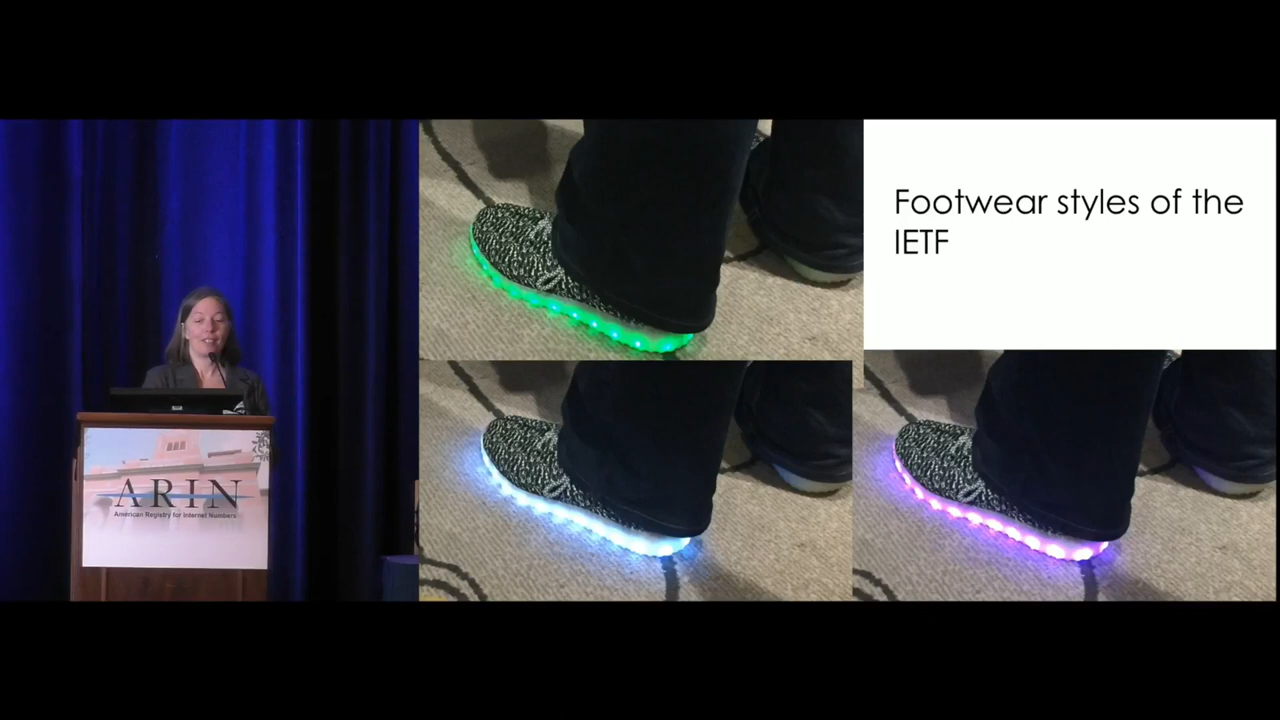 Footwear styles of the
IETF
ARIN
American Registry for Internet Numbers